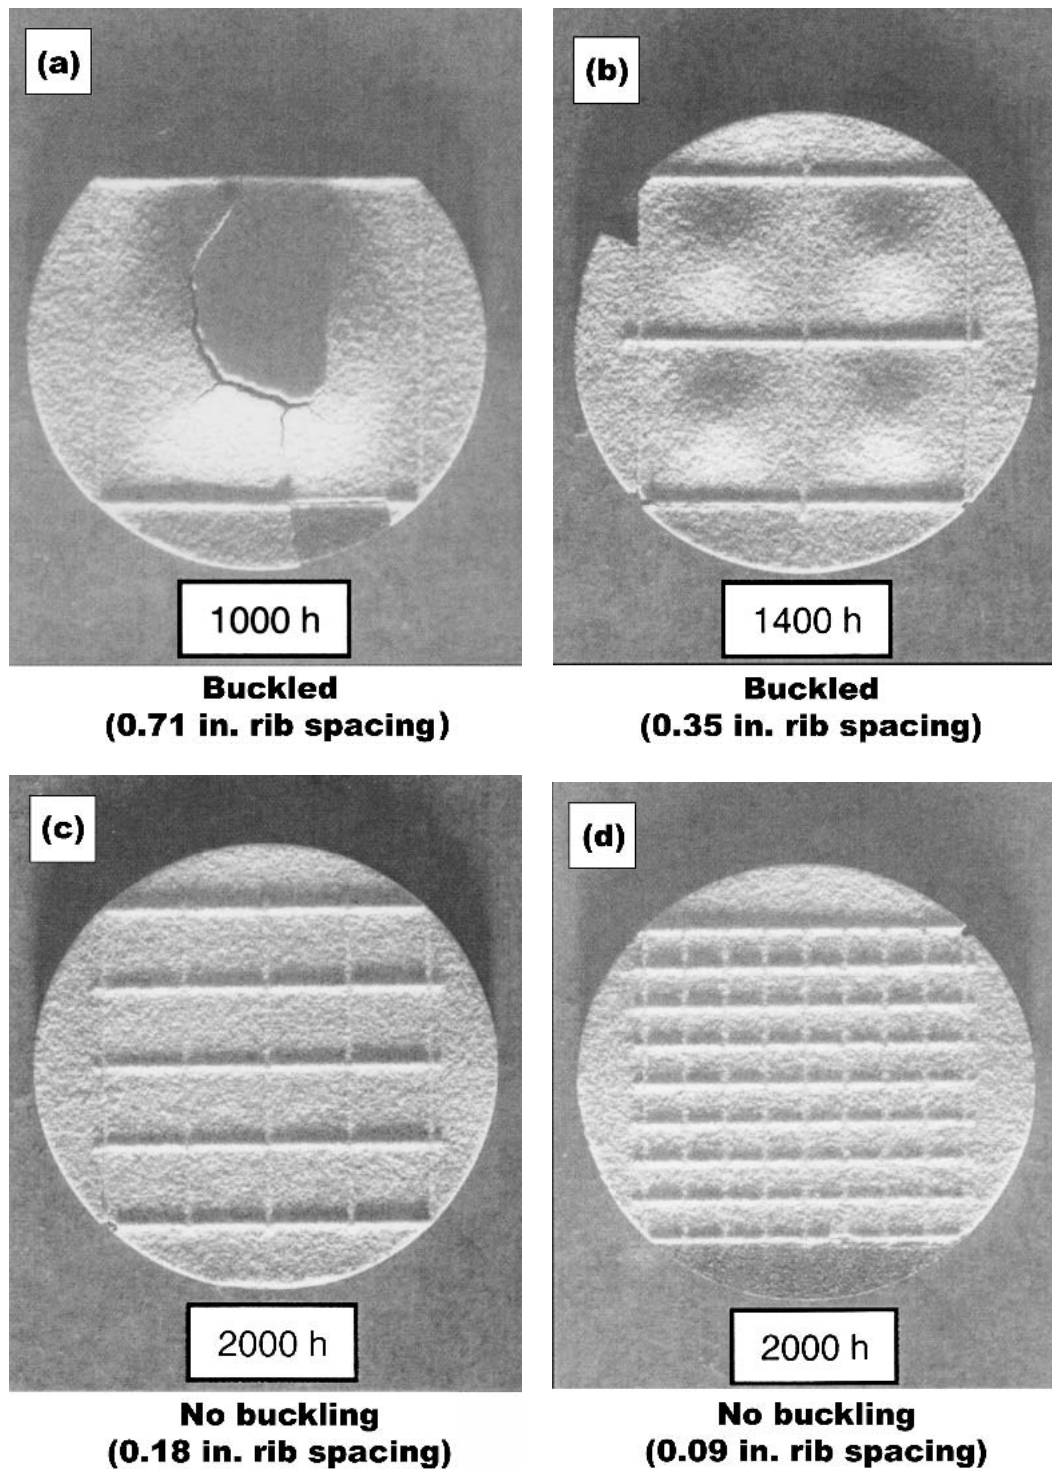 (a)
1000 h
Buckled
(0.71 in. rib spacing)
(b)
1400 h
Buckled
(0.35 in. rib spacing)
(c)
2000 h
No buckling
(0.18 in. rib spacing)
(d)
2000 h
No buckling
(0.09 in. rib spacing)